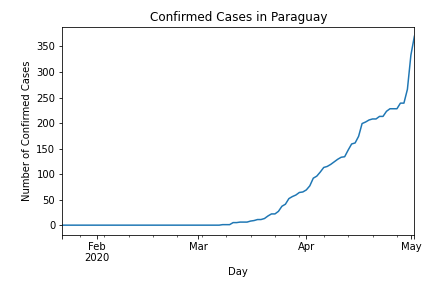 Confirmed Cases in Paraguay
350
300
250
200
150
100
50
0
Number of Confirmed Cases
Feb
2020
Mar
Apr
May
Day